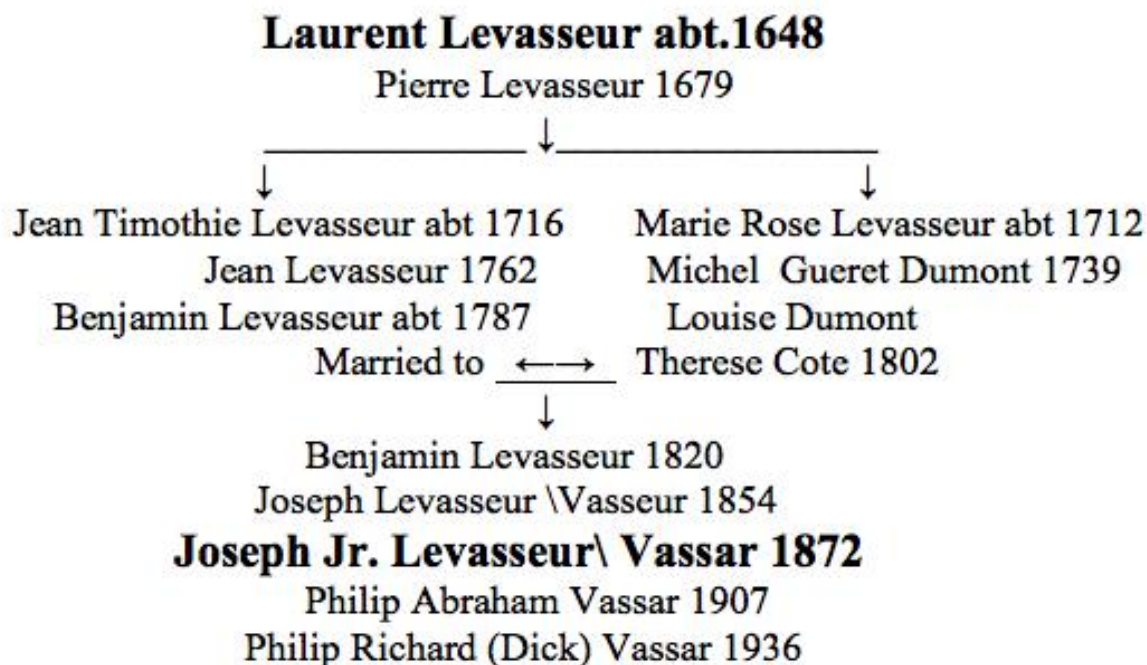 Laurent Levasseur abt.1648
Pierre Levasseur 1679
↓
↓ ↓
Jean Timothie Levasseur abt 1716 Marie Rose Levasseur abt 1712
Jean Levasseur 1762 Michel Gueret Dumont 1739
Benjamin Levasseur abt 1787 Louise Dumont
Married to ←→ Therese Cote 1802
↓
Benjamin Levasseur 1820
Joseph Levasseur \Vasseur 1854
Joseph Jr. Levasseur\ Vassar 1872
Philip Abraham Vassar 1907
Philip Richard (Dick) Vassar 1936